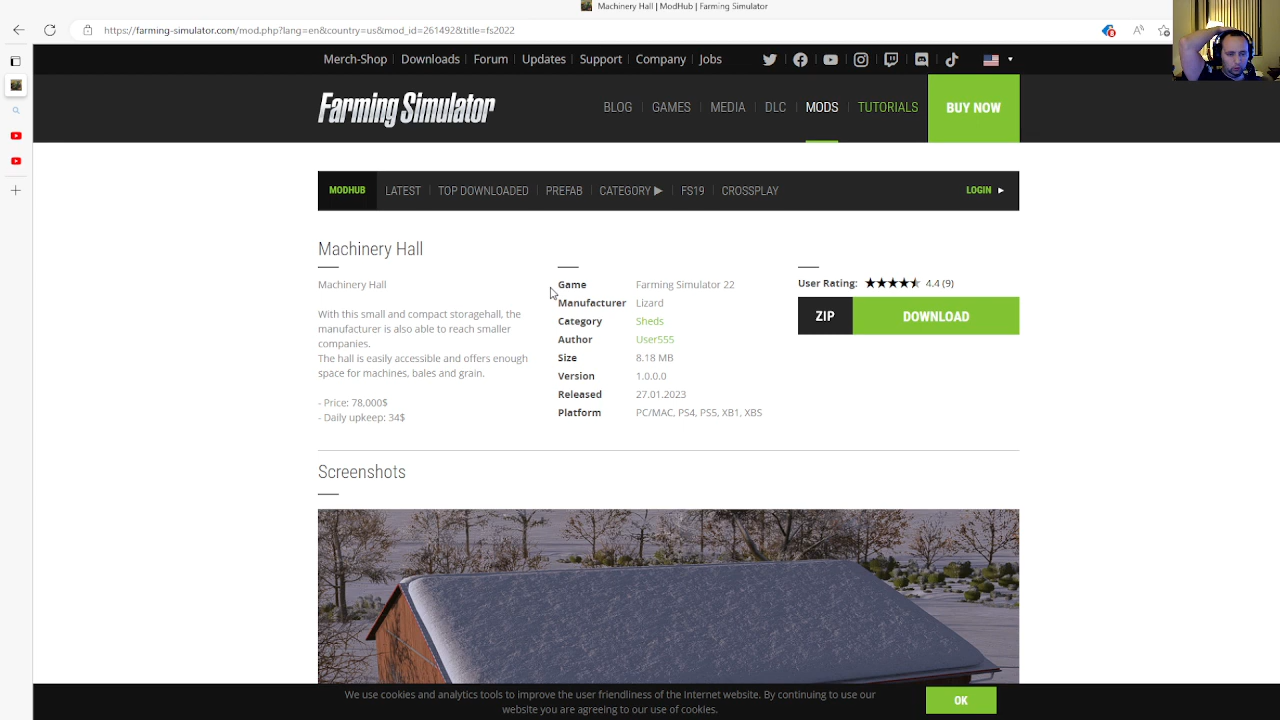 Machinery Hall | ModHub | Farming Simulator
https://farming-simulator.com/mod.php?lang=en&country=us&mod_id=261492&title=fs2022
Merch-Shop Downloads Forum Updates Support Company Jobs
Farming Simulator
BLOG GAMES MEDIA DLC MODS TUTORIALS BUY NOW
MODHUB LATEST TOP DOWNLOADED PREFAB CATEGORY ▶ FS19 CROSSPLAY LOGIN ▶
Machinery Hall
Machinery Hall
With this small and compact storagehall, the
manufacturer is also able to reach smaller
companies.
The hall is easily accessible and offers enough
space for machines, bales and grain.
- Price: 78,000$
- Daily upkeep: 34$
Game Farming Simulator 22
Manufacturer Lizard
Category Sheds
Author User555
Size 8.18 MB
Version 1.0.0.0
Released 27.01.2023
Platform PC/MAC, PS4, PS5, XB1, XBS
User Rating: 4.4 (9)
ZIP DOWNLOAD
Screenshots
We use cookies and analytics tools to improve the user friendliness of the Internet website. By continuing to use our
website you are agreeing to our use of cookies.
OK